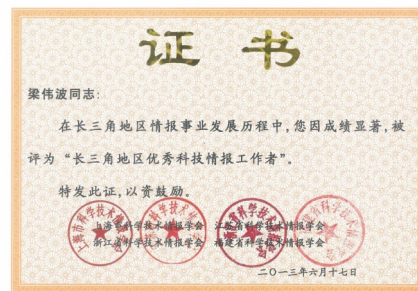 证书
梁伟波同志:
在长三角地区情报事业发展历程中,您因成绩显著,被
评为“长三角地区优秀科技情报工作者”。
特发此证,以资鼓励。
上海市科学技术情报学会 江苏省科学技术情报学会
浙江省科学技术情报学会 福建省科学技术情报学会
二〇一三年六月十七日